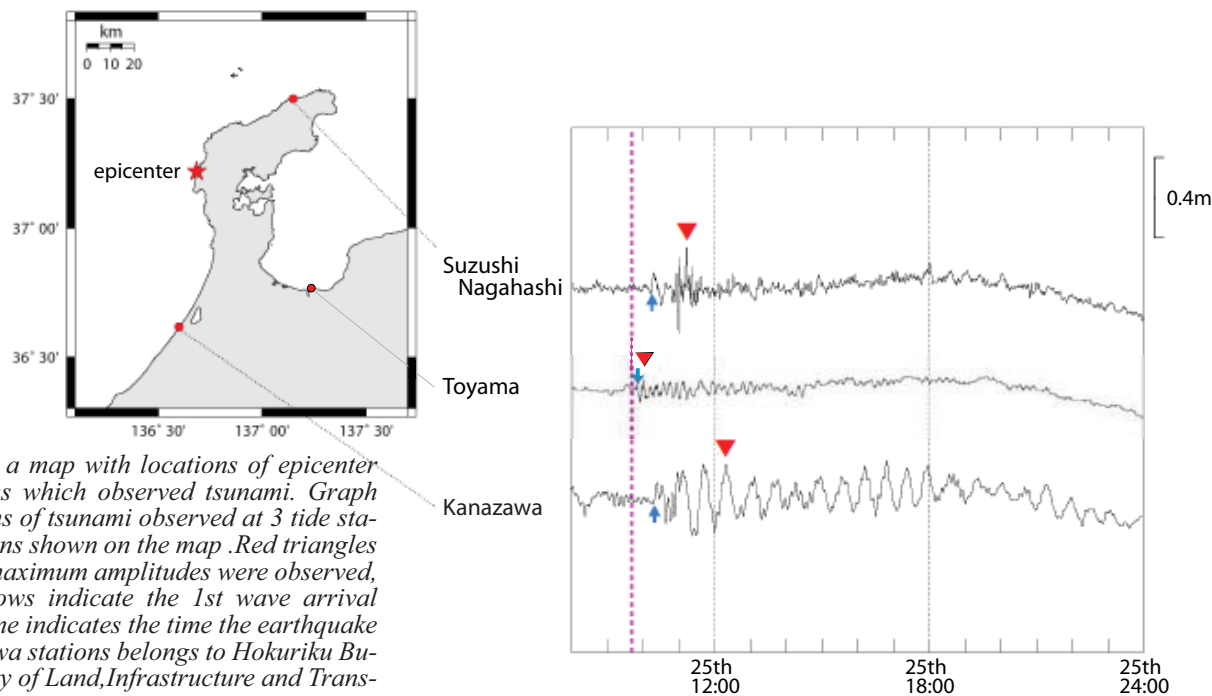 km
0 10 20
37° 30'
epicenter
37° 00'
36° 30'
136° 30'
137° 00'
137° 30'
Suzushi
Nagahashi
Toyama
Kanazawa
0.4m
25th
12:00
25th
18:00
25th
24:00
a map with locations of epicenter
s which observed tsunami. Graph
ns of tsunami observed at 3 tide sta-
ns shown on the map .Red triangles
naximum amplitudes were observed,
ows indicate the 1st wave arrival
ne indicates the time the earthquake
wa stations belongs to Hokuriku Bu-
y of Land,Infrastructure and Trans-